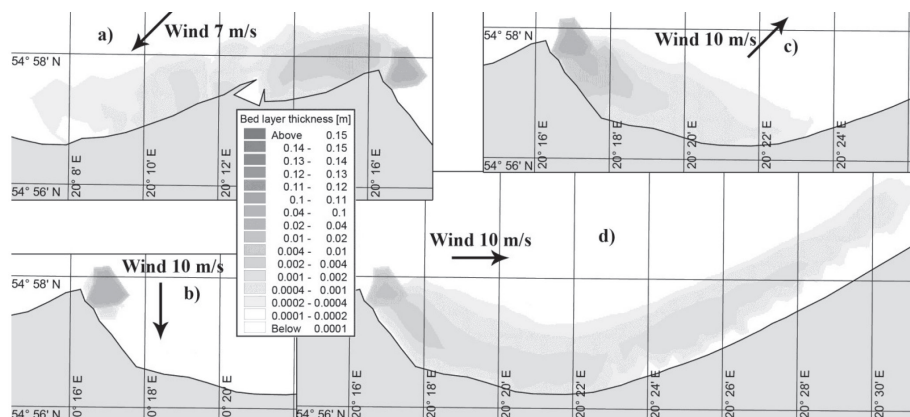 a)
Wind 7 m/s
54° 58' N
54° 56' N
20° 8' E
20° 10' E
20° 12' E
20° 16' E
Bed layer thickness [m]
Above 0.15
0.14 - 0.15
0.13 - 0.14
0.12 - 0.13
0.11 - 0.12
0.1 - 0.11
0.04 - 0.1
0.02 - 0.04
0.01 - 0.02
0.004 - 0.01
0.002 - 0.004
0.001 - 0.002
0.0004 - 0.001
0.0002 - 0.0004
0.0001 - 0.0002
Below 0.0001
54° 58' N
Wind 10 m/s
c)
54° 56' N
20° 16' E
20° 18' E
20° 20' E
20° 22' E
20° 24' E
54° 58' N
Wind 10 m/s
b)
54° 56' N
20° 16' E
20° 20' E
Wind 10 m/s
d)
20° 16' E
20° 18' E
20° 20' E
20° 22' E
20° 24' E
20° 26' E
20° 28' E
20° 30' E